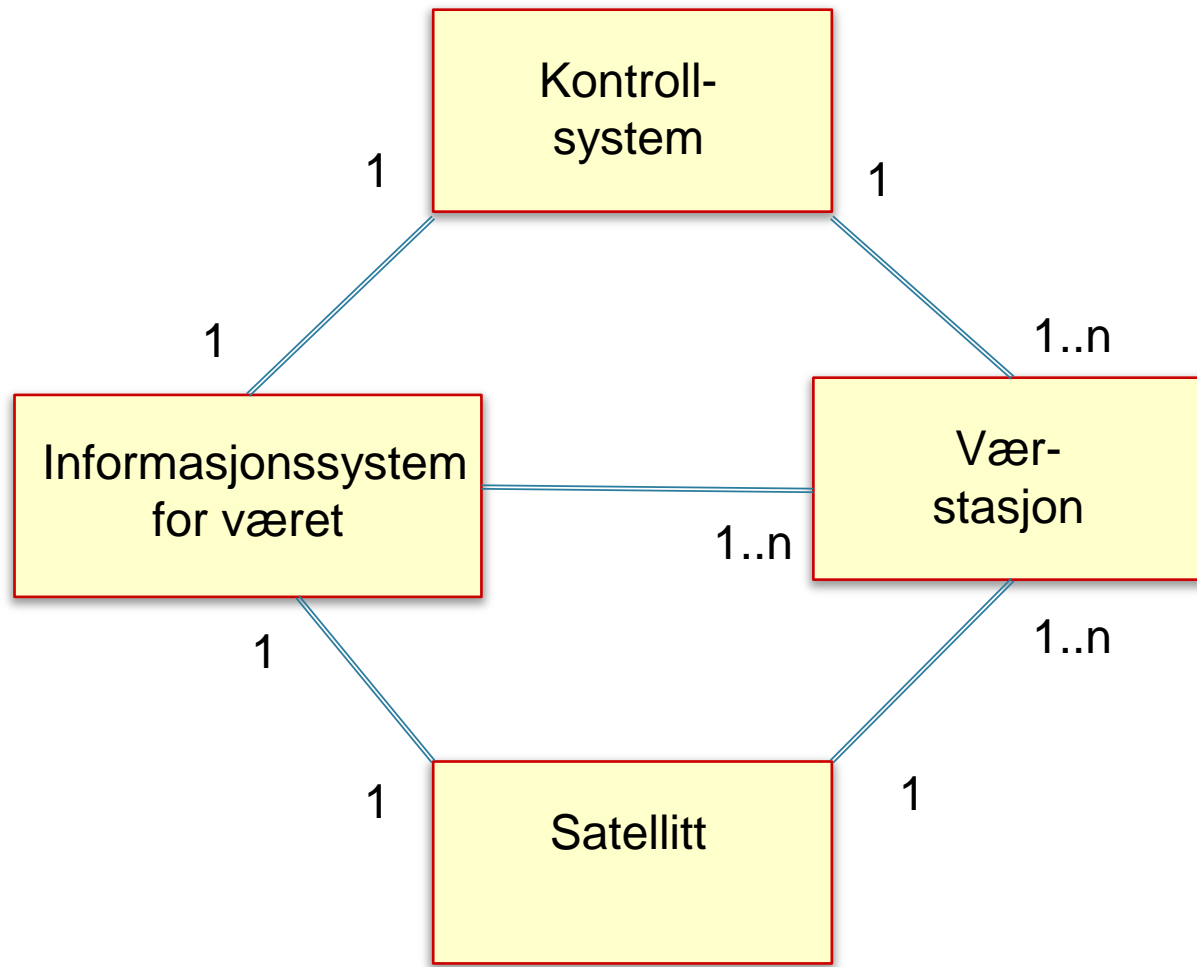 Kontroll-
system
1
1
1
1..n
Informasjonssystem
for været
Vær-
stasjon
1..n
1
1..n
1
1
Satellitt